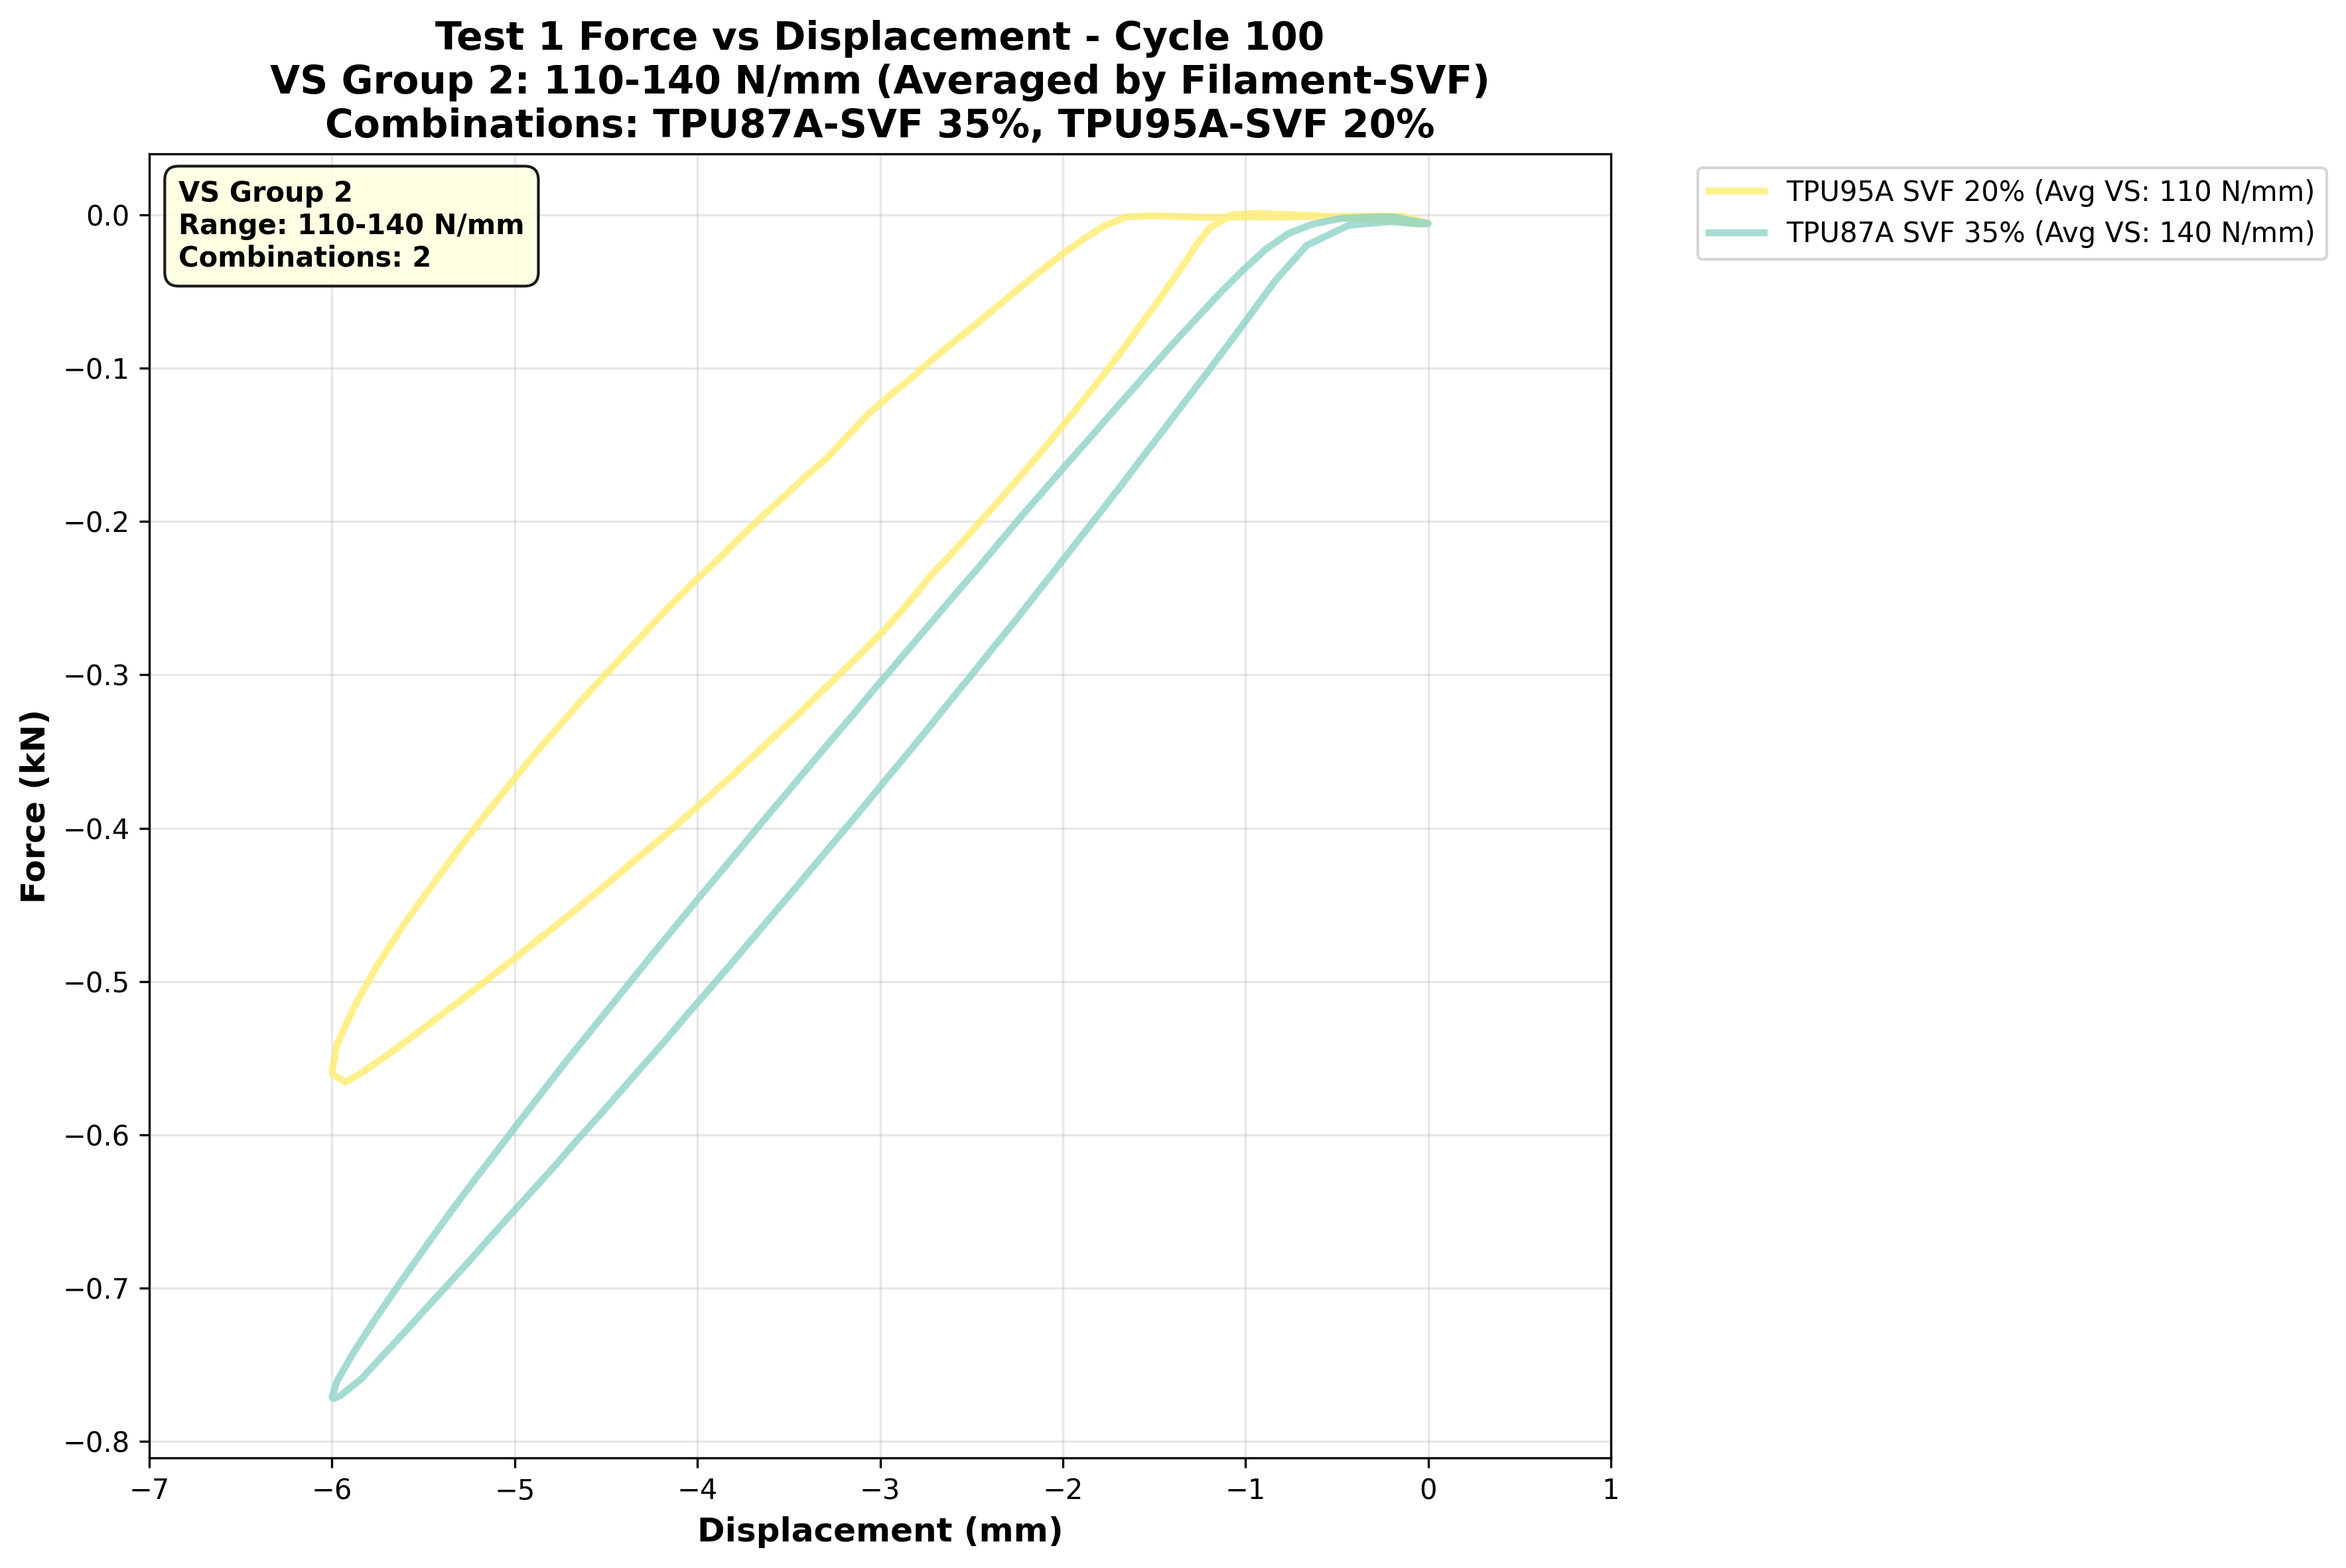 Test 1 Force vs Displacement - Cycle 100
VS Group 2: 110-140 N/mm (Averaged by Filament-SVF)
Combinations: TPU87A-SVF 35%, TPU95A-SVF 20%
VS Group 2
Range: 110-140 N/mm
Combinations: 2
TPU95A SVF 20% (Avg VS: 110 N/mm)
TPU87A SVF 35% (Avg VS: 140 N/mm)
Force (kN)
0.0
−0.1
−0.2
−0.3
−0.4
−0.5
−0.6
−0.7
−0.8
−7 −6 −5 −4 −3 −2 −1 0 1
Displacement (mm)